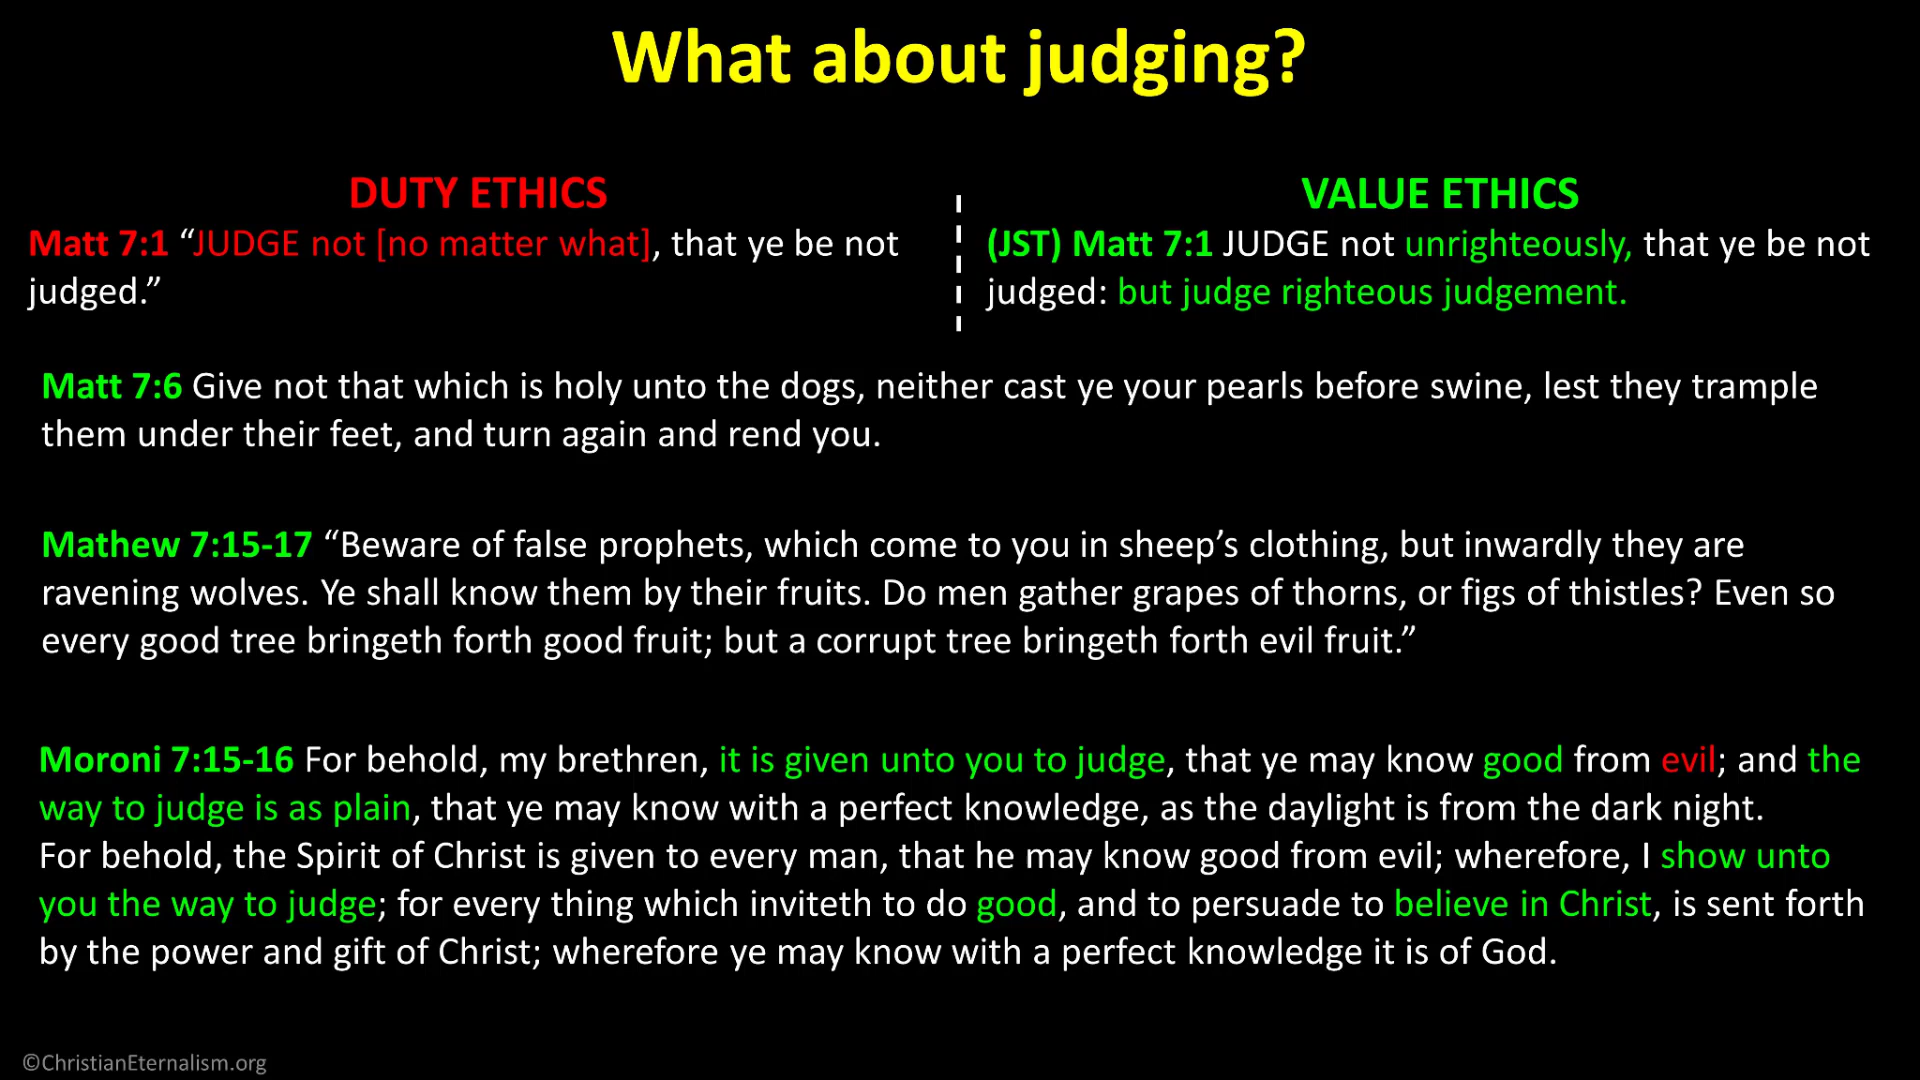 What about judging?
DUTY ETHICS
Matt 7:1 “JUDGE not [no matter what], that ye be not
judged.”
VALUE ETHICS
(JST) Matt 7:1 JUDGE not unrighteously, that ye be not
judged: but judge righteous judgement.
Matt 7:6 Give not that which is holy unto the dogs, neither cast ye your pearls before swine, lest they trample
them under their feet, and turn again and rend you.
Mathew 7:15-17 “Beware of false prophets, which come to you in sheep’s clothing, but inwardly they are
ravening wolves. Ye shall know them by their fruits. Do men gather grapes of thorns, or figs of thistles? Even so
every good tree bringeth forth good fruit; but a corrupt tree bringeth forth evil fruit.”
Moroni 7:15-16 For behold, my brethren, it is given unto you to judge, that ye may know good from evil; and the
way to judge is as plain, that ye may know with a perfect knowledge, as the daylight is from the dark night.
For behold, the Spirit of Christ is given to every man, that he may know good from evil; wherefore, I show unto
you the way to judge; for every thing which inviteth to do good, and to persuade to believe in Christ, is sent forth
by the power and gift of Christ; wherefore ye may know with a perfect knowledge it is of God.
©ChristianEternalism.org